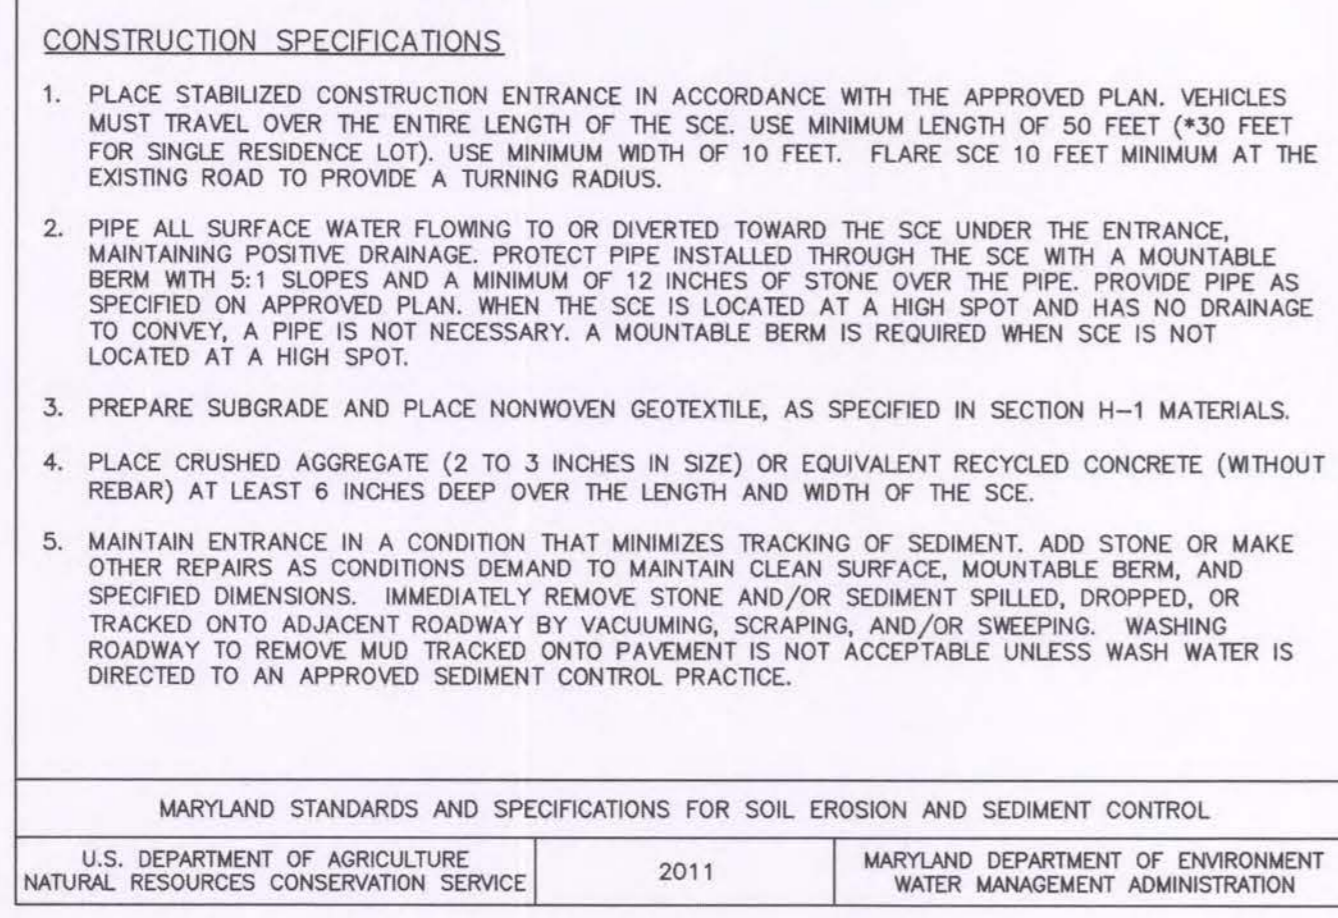 CONSTRUCTION SPECIFICATIONS
1. PLACE STABILIZED CONSTRUCTION ENTRANCE IN ACCORDANCE WITH THE APPROVED PLAN. VEHICLES
MUST TRAVEL OVER THE ENTIRE LENGTH OF THE SCE. USE MINIMUM LENGTH OF 50 FEET (*30 FEET
FOR SINGLE RESIDENCE LOT). USE MINIMUM WIDTH OF 10 FEET. FLARE SCE 10 FEET MINIMUM AT THE
EXISTING ROAD TO PROVIDE A TURNING RADIUS.
2. PIPE ALL SURFACE WATER FLOWING TO OR DIVERTED TOWARD THE SCE UNDER THE ENTRANCE,
MAINTAINING POSITIVE DRAINAGE. PROTECT PIPE INSTALLED THROUGH THE SCE WITH A MOUNTABLE
BERM WITH 5:1 SLOPES AND A MINIMUM OF 12 INCHES OF STONE OVER THE PIPE. PROVIDE PIPE AS
SPECIFIED ON APPROVED PLAN. WHEN THE SCE IS LOCATED AT A HIGH SPOT AND HAS NO DRAINAGE
TO CONVEY, A PIPE IS NOT NECESSARY. A MOUNTABLE BERM IS REQUIRED WHEN SCE IS NOT
LOCATED AT A HIGH SPOT.
3. PREPARE SUBGRADE AND PLACE NONWOVEN GEOTEXTILE, AS SPECIFIED IN SECTION H-1 MATERIALS.
4. PLACE CRUSHED AGGREGATE (2 TO 3 INCHES IN SIZE) OR EQUIVALENT RECYCLED CONCRETE (WITHOUT
REBAR) AT LEAST 6 INCHES DEEP OVER THE LENGTH AND WIDTH OF THE SCE.
5. MAINTAIN ENTRANCE IN A CONDITION THAT MINIMIZES TRACKING OF SEDIMENT. ADD STONE OR MAKE
OTHER REPAIRS AS CONDITIONS DEMAND TO MAINTAIN CLEAN SURFACE, MOUNTABLE BERM, AND
SPECIFIED DIMENSIONS. IMMEDIATELY REMOVE STONE AND/OR SEDIMENT SPILLED, DROPPED, OR
TRACKED ONTO ADJACENT ROADWAY BY VACUUMING, SCRAPING, AND/OR SWEEPING. WASHING
ROADWAY TO REMOVE MUD TRACKED ONTO PAVEMENT IS NOT ACCEPTABLE UNLESS WASH WATER IS
DIRECTED TO AN APPROVED SEDIMENT CONTROL PRACTICE.
MARYLAND STANDARDS AND SPECIFICATIONS FOR SOIL EROSION AND SEDIMENT CONTROL
U.S. DEPARTMENT OF AGRICULTURE
NATURAL RESOURCES CONSERVATION SERVICE
2011
MARYLAND DEPARTMENT OF ENVIRONMENT
WATER MANAGEMENT ADMINISTRATION